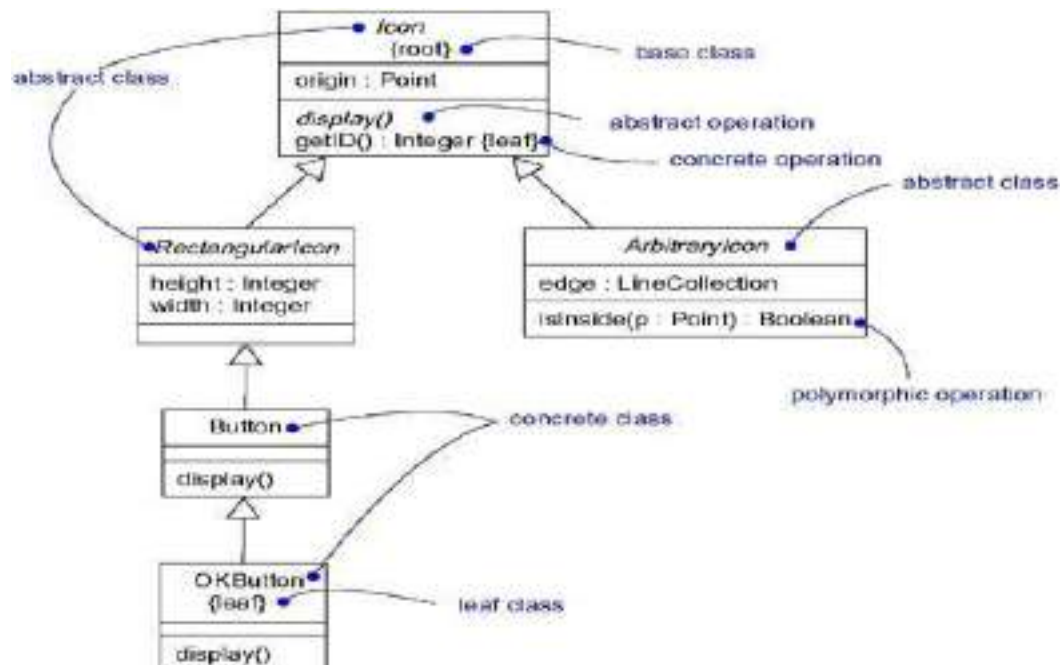 Icon
{root}
base class
abstract class
origin : Point
display()
abstract operation
getID() : Integer {leaf}
concrete operation
abstract class
RectangularIcon
ArbitraryIcon
height : Integer
width : Integer
edge : LineCollection
isInside(p : Point) : Boolean
polymorphic operation
Button
concrete class
display()
OKButton
{leaf}
leaf class
display()